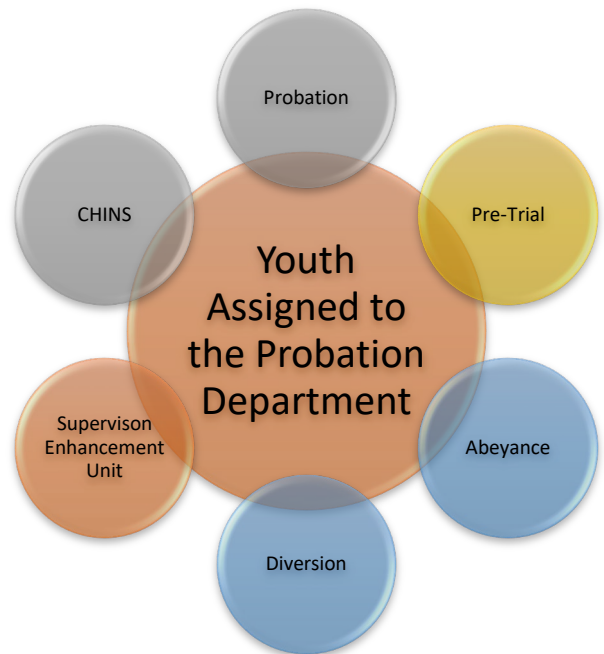 Probation
CHINS
Pre-Trial
Youth
Assigned to
the Probation
Department
Supervison
Enhancement
Unit
Abeyance
Diversion